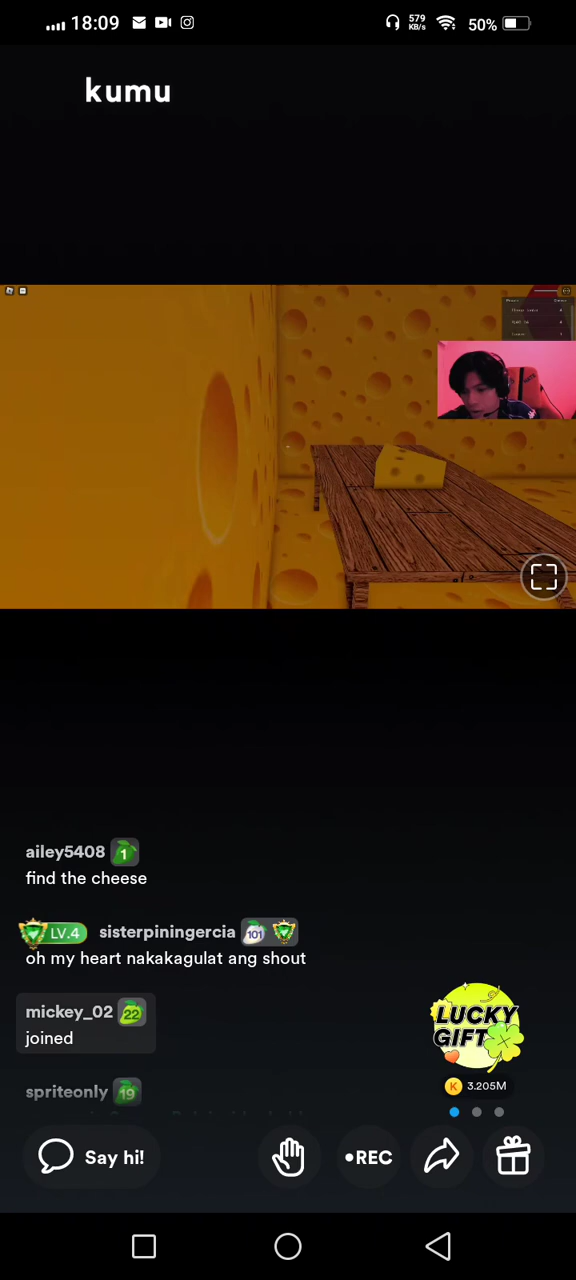 18:09
579
KB/s
50%
kumu
ailey5408 1
find the cheese
LV.4 sisterpiningercia 101
oh my heart nakakagulat ang shout
mickey_02 22
joined
spriteonly 19
LUCKY
GIFT
K 3.205M
Say hi!
REC